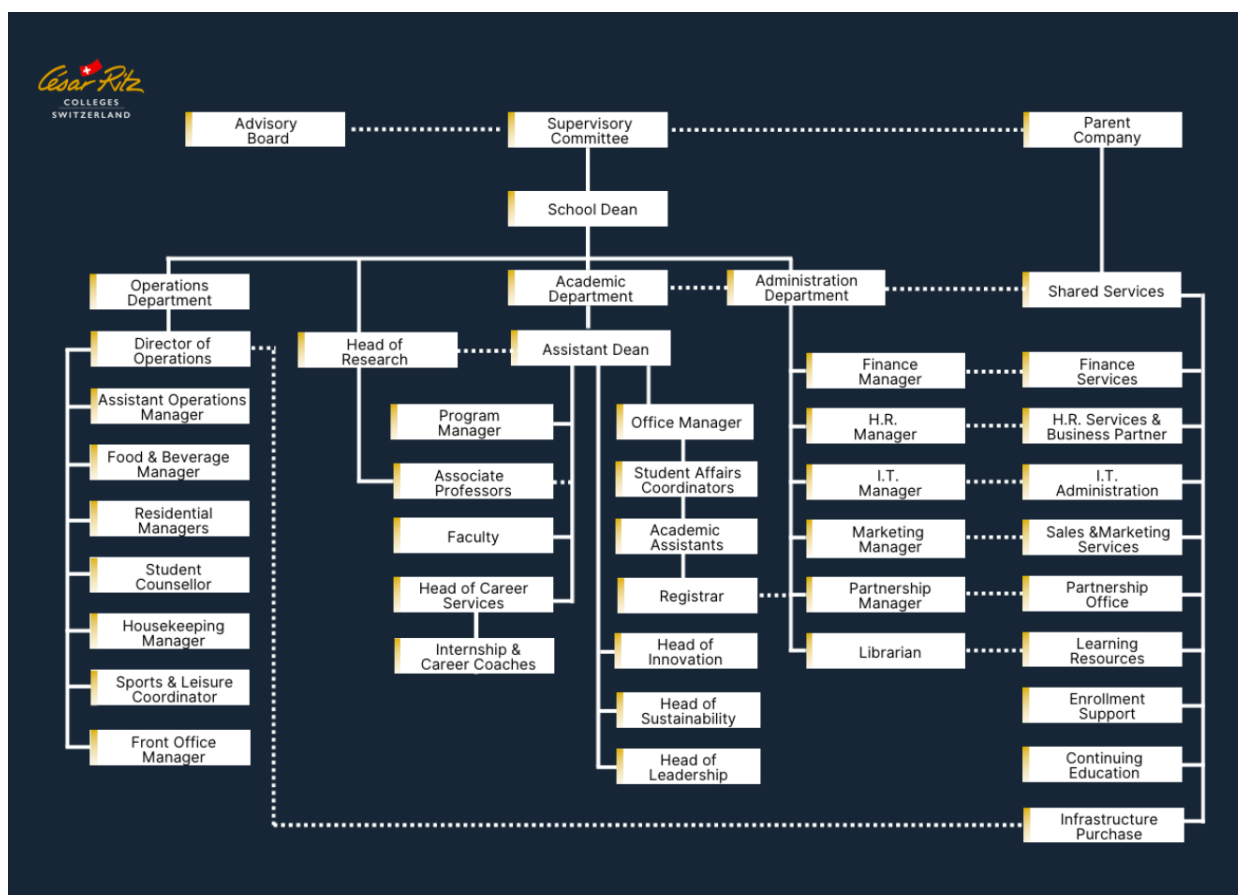 César Ritz
COLLEGES
SWITZERLAND
Advisory
Board
Supervisory
Committee
Parent
Company
School Dean
Operations
Department
Academic
Department
Administration
Department
Shared Services
Director of
Operations
Head of
Research
Assistant Dean
Finance
Manager
Finance
Services
Assistant Operations
Manager
Program
Manager
Office Manager
H.R.
Manager
H.R. Services &
Business Partner
Food & Beverage
Manager
Associate
Professors
Student Affairs
Coordinators
I.T.
Manager
I.T.
Administration
Residential
Managers
Faculty
Academic
Assistants
Marketing
Manager
Sales &Marketing
Services
Student
Counsellor
Head of Career
Services
Registrar
Partnership
Manager
Partnership
Office
Housekeeping
Manager
Internship &
Career Coaches
Head of
Innovation
Librarian
Learning
Resources
Sports & Leisure
Coordinator
Head of
Sustainability
Enrollment
Support
Front Office
Manager
Head of
Leadership
Continuing
Education
Infrastructure
Purchase